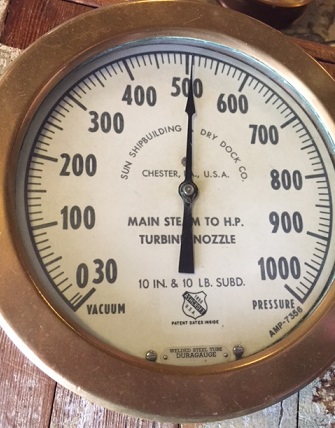 500
400 600
300 700
200 800
100 900
0 30 1000
SUN SHIPBUILDING DRY DOCK CO.
CHESTER, PA., U.S.A.
MAIN STEAM TO H.P.
TURBINE NOZZLE
10 IN. & 10 LB. SUBD.
VACUUM PRESSURE
PATENT DATES INSIDE
AMP-7356
WELDED STEEL TUBE
DURAGAUGE